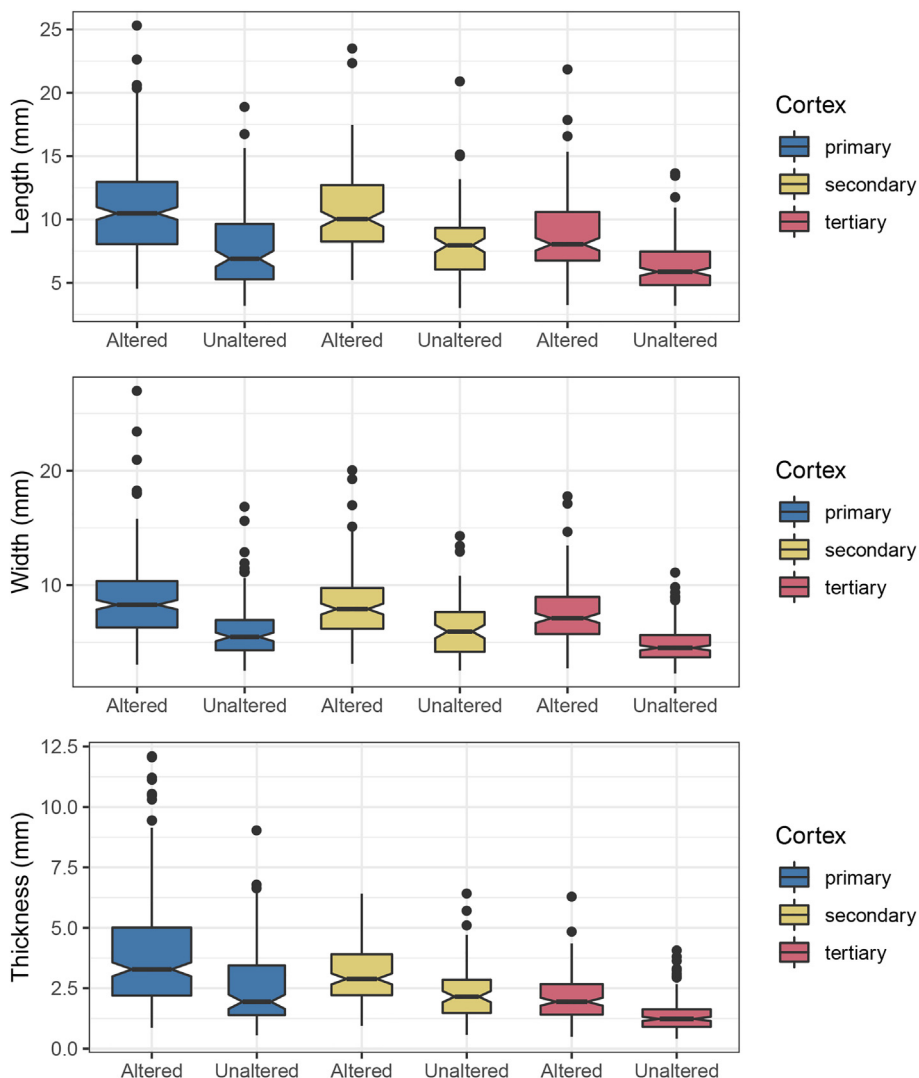 Length (mm)
25
20
15
10
5
Altered Unaltered Altered Unaltered Altered Unaltered
Cortex
primary
secondary
tertiary
Width (mm)
20
10
Altered Unaltered Altered Unaltered Altered Unaltered
Cortex
primary
secondary
tertiary
Thickness (mm)
12.5
10.0
7.5
5.0
2.5
0.0
Altered Unaltered Altered Unaltered Altered Unaltered
Cortex
primary
secondary
tertiary